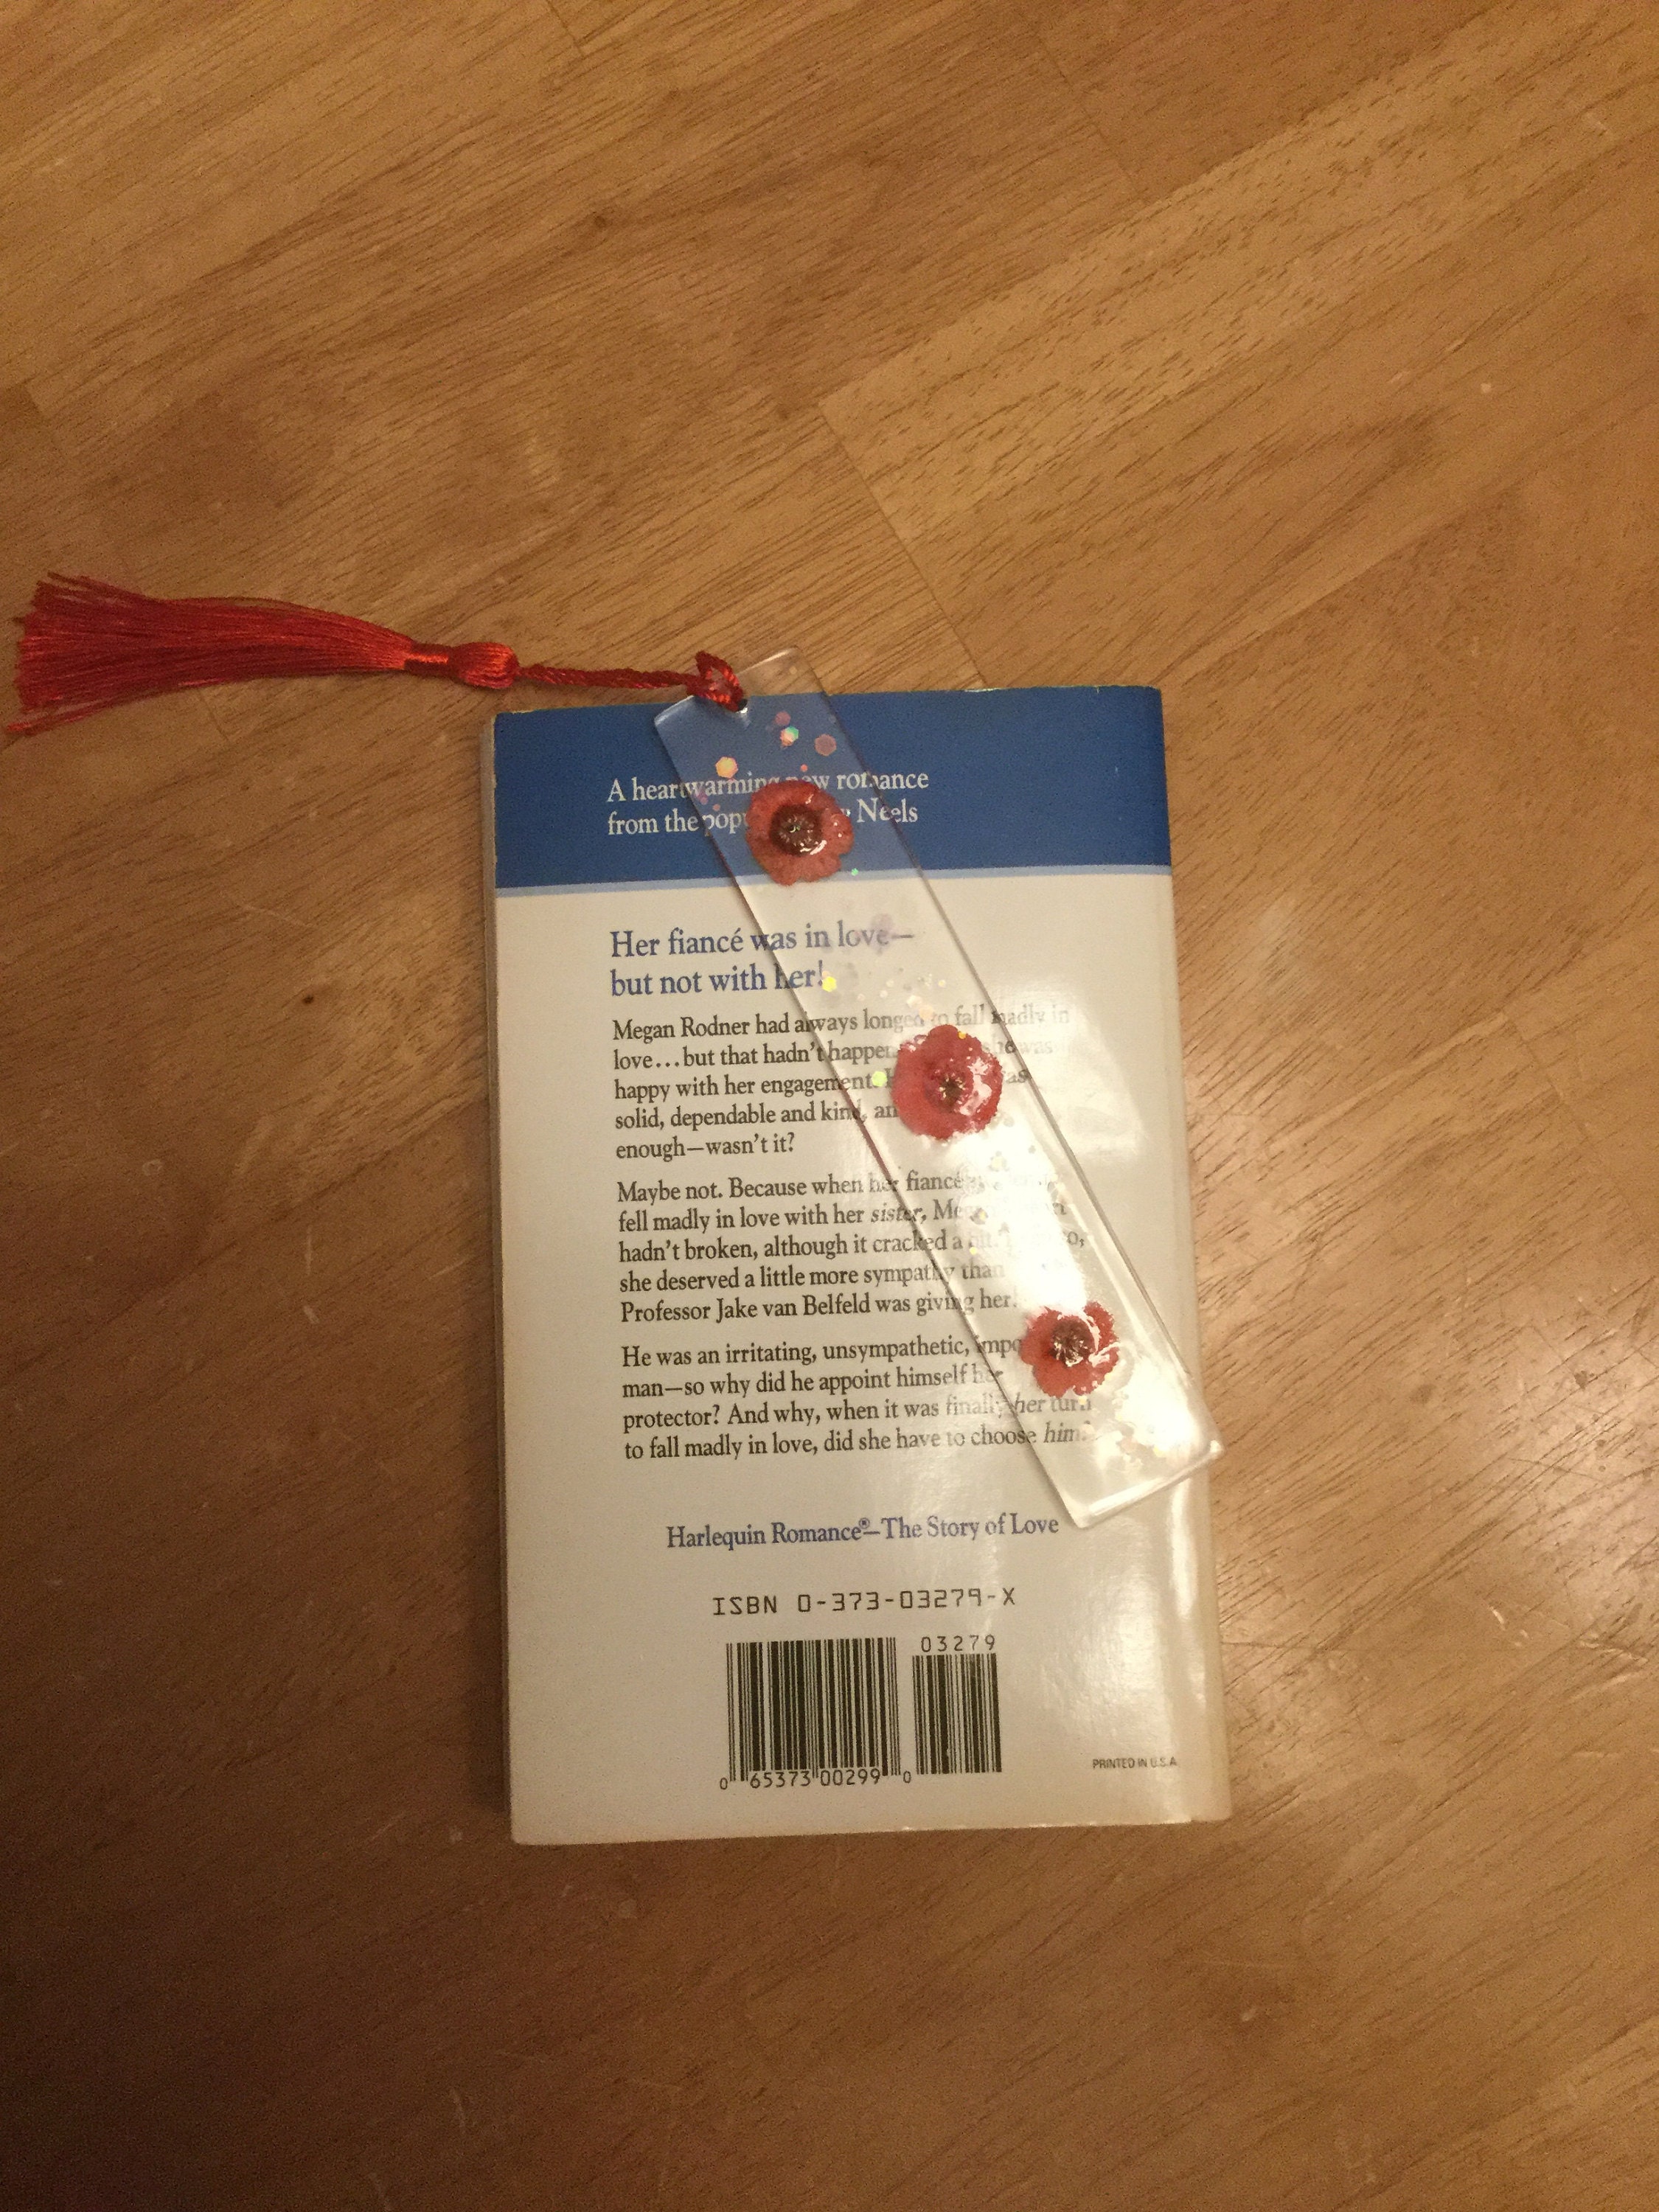 A heartwarming new romance
from the Neels
Her fiancé was in love—
but not with her!
Megan Rodner had always longed to fall madly in
love...but that hadn't she was
happy with her engagement.
solid, dependable and kind,
enough—wasn't it?
Maybe not. Because when her fiancé
fell madly in love with her sister,
hadn't broken, although it cracked a bit.
she deserved a little more sympathy than
Professor Jake van Belfeld was giving her.
He was an irritating, unsympathetic,
man—so why did he appoint himself her
protector? And why, when it was finally her turn
to fall madly in love, did she have to choose him?
Harlequin Romance®—The Story of Love
ISBN 0-373-03279-X
03279
0 65373 00299 0
PRINTED IN U.S.A.